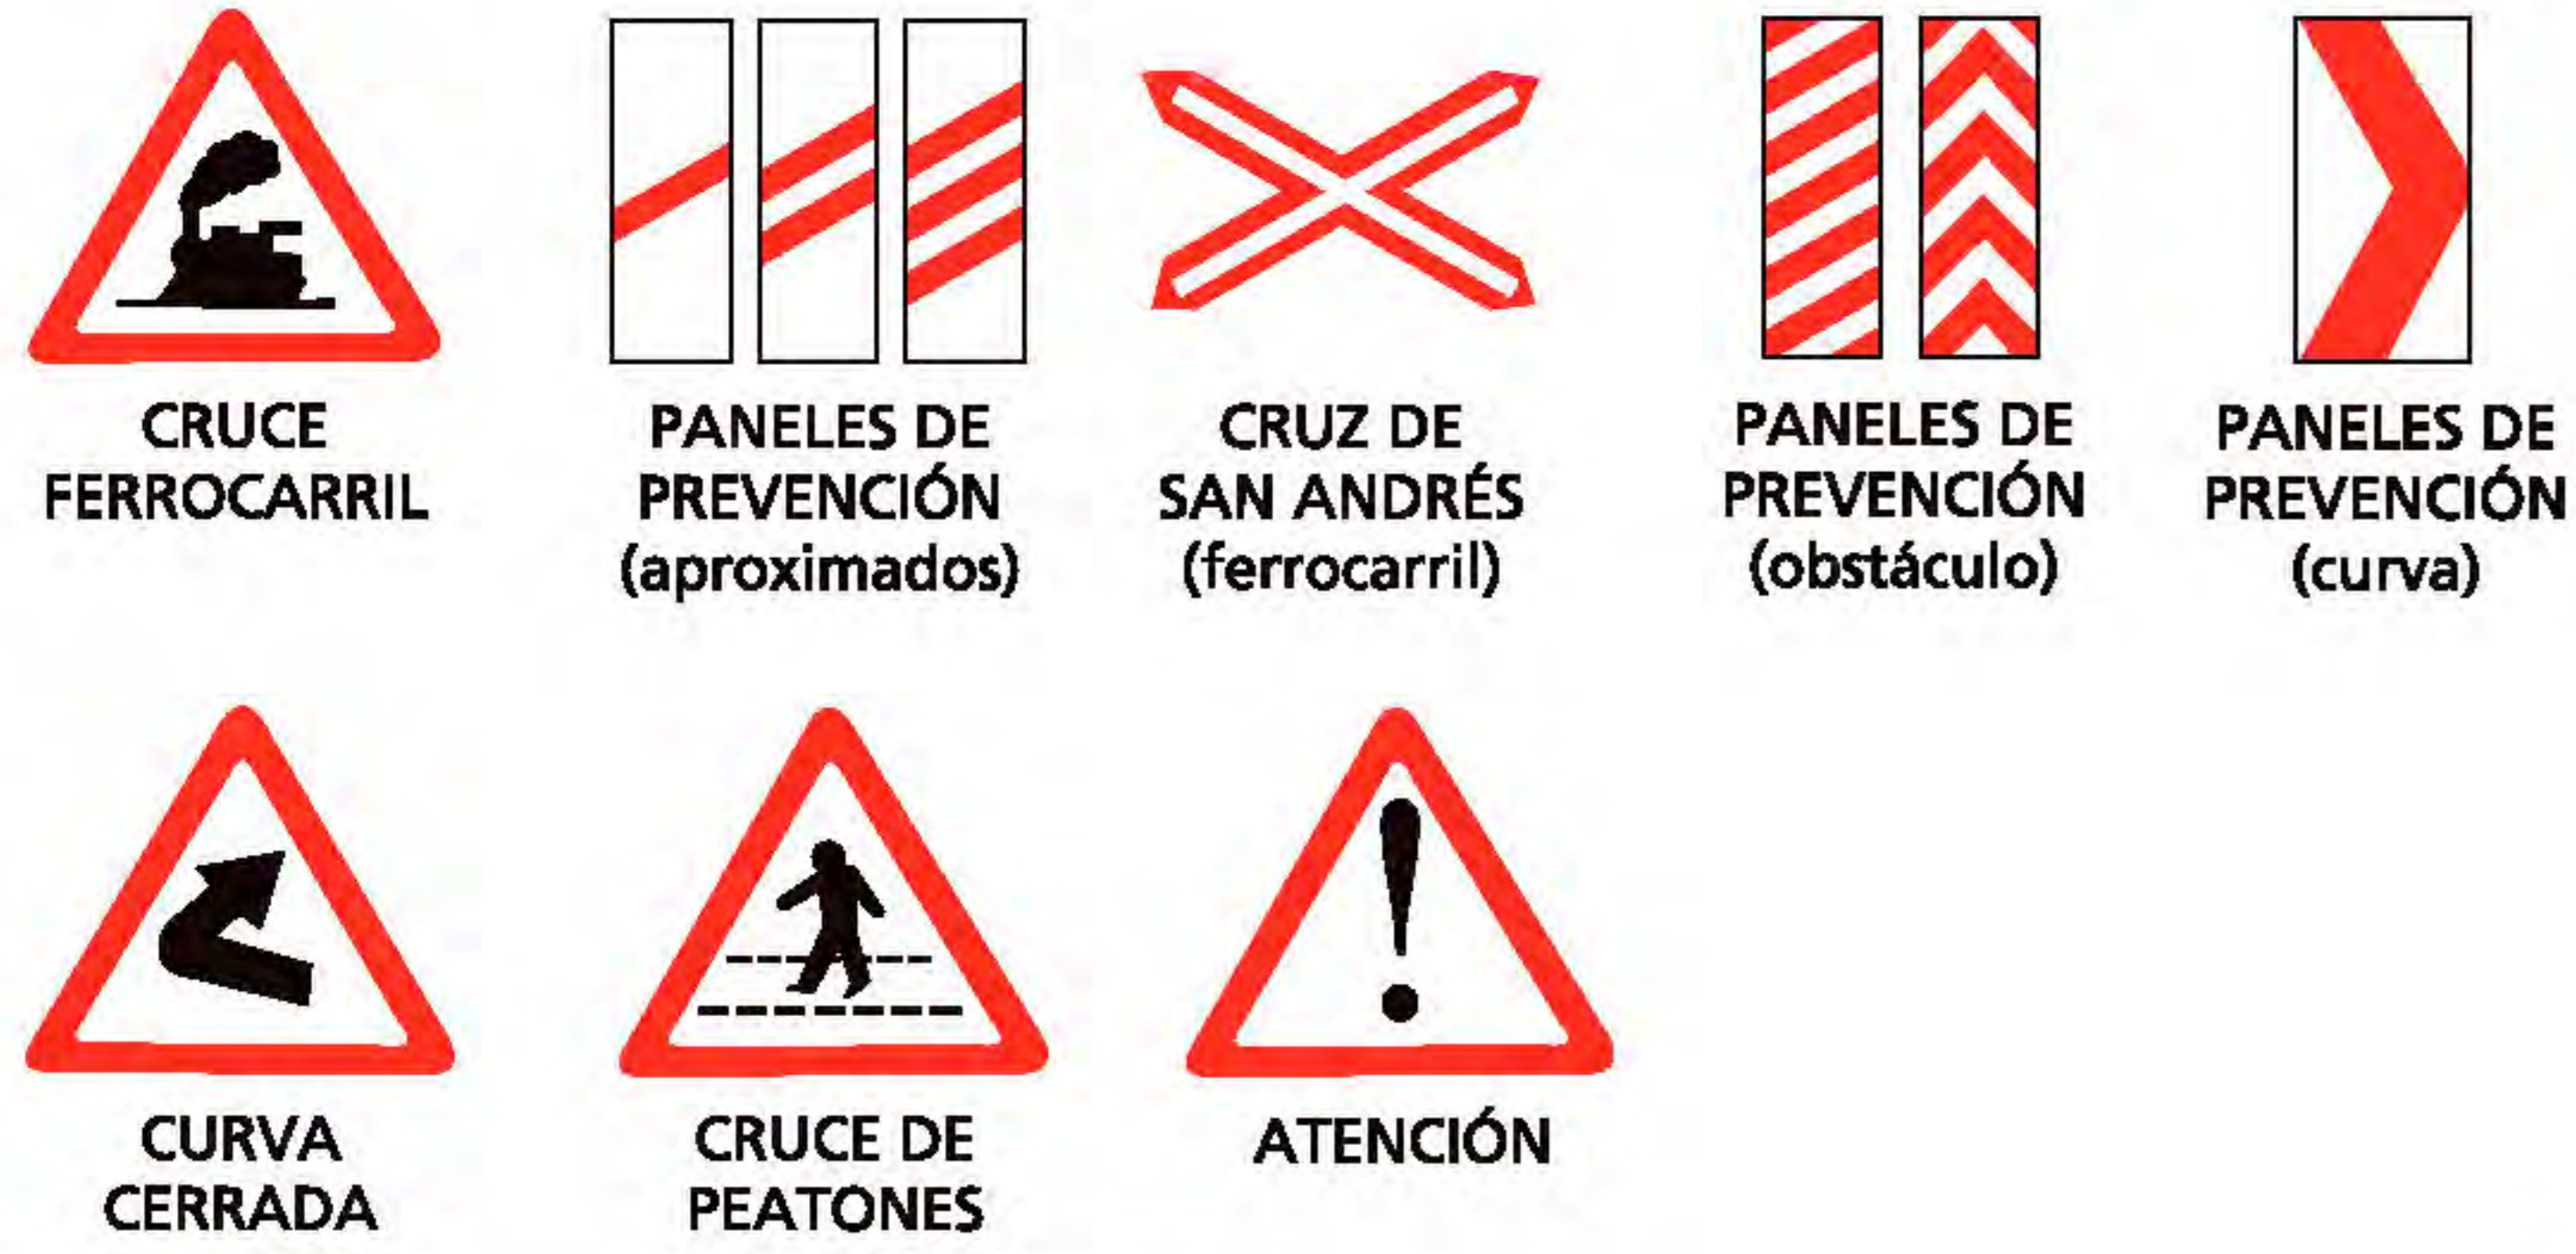 CRUCE
FERROCARRIL
PANELES DE
PREVENCIÓN
(aproximados)
CRUZ DE
SAN ANDRÉS
(ferrocarril)
PANELES DE
PREVENCIÓN
(obstáculo)
PANELES DE
PREVENCIÓN
(curva)
CURVA
CERRADA
CRUCE DE
PEATONES
ATENCIÓN